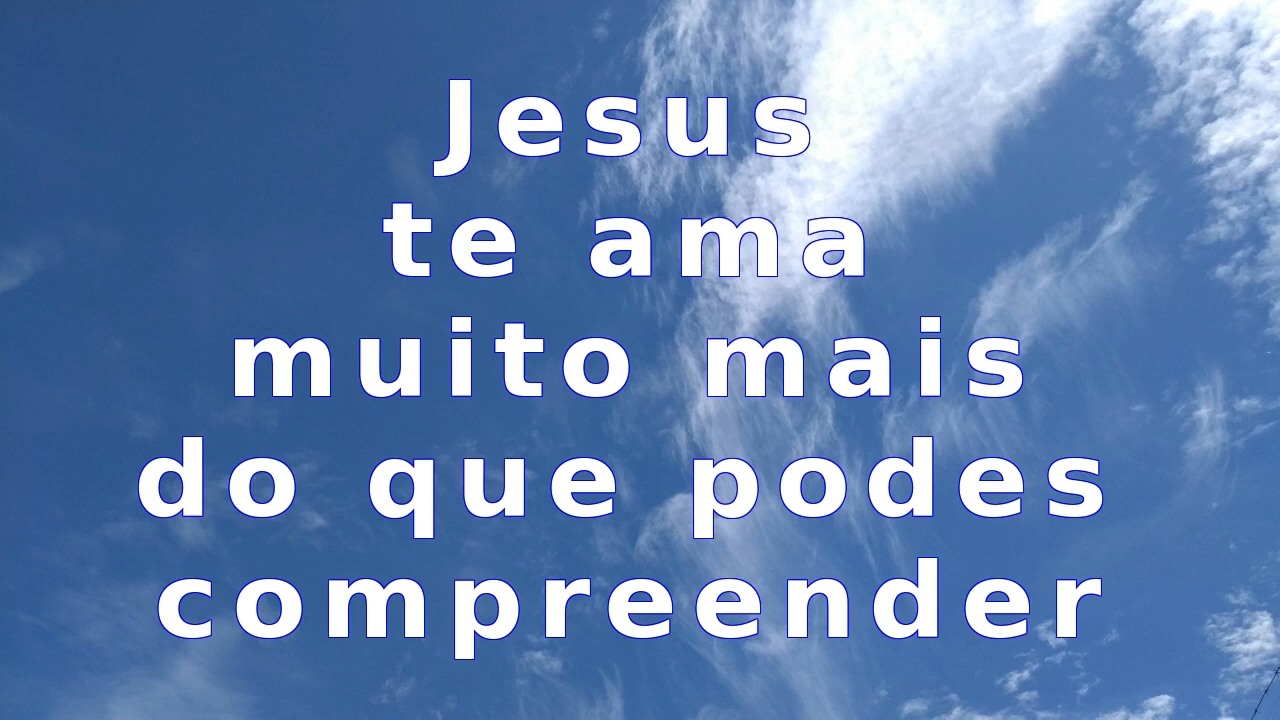 Jesus
te ama
muito mais
do que podes
compreender